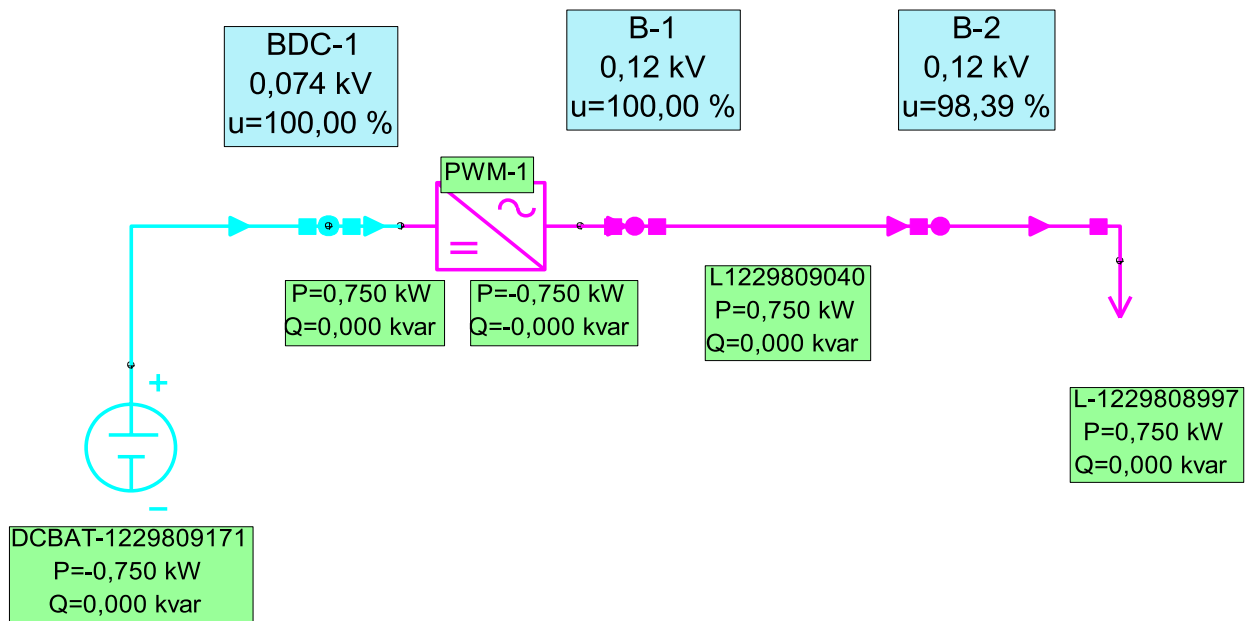 BDC-1
0,074 kV
u=100,00 %
B-1
0,12 kV
u=100,00 %
B-2
0,12 kV
u=98,39 %
PWM-1
P=0,750 kW
Q=0,000 kvar
P=-0,750 kW
Q=-0,000 kvar
L1229809040
P=0,750 kW
Q=0,000 kvar
L-1229808997
P=0,750 kW
Q=0,000 kvar
+
−
DCBAT-1229809171
P=-0,750 kW
Q=0,000 kvar